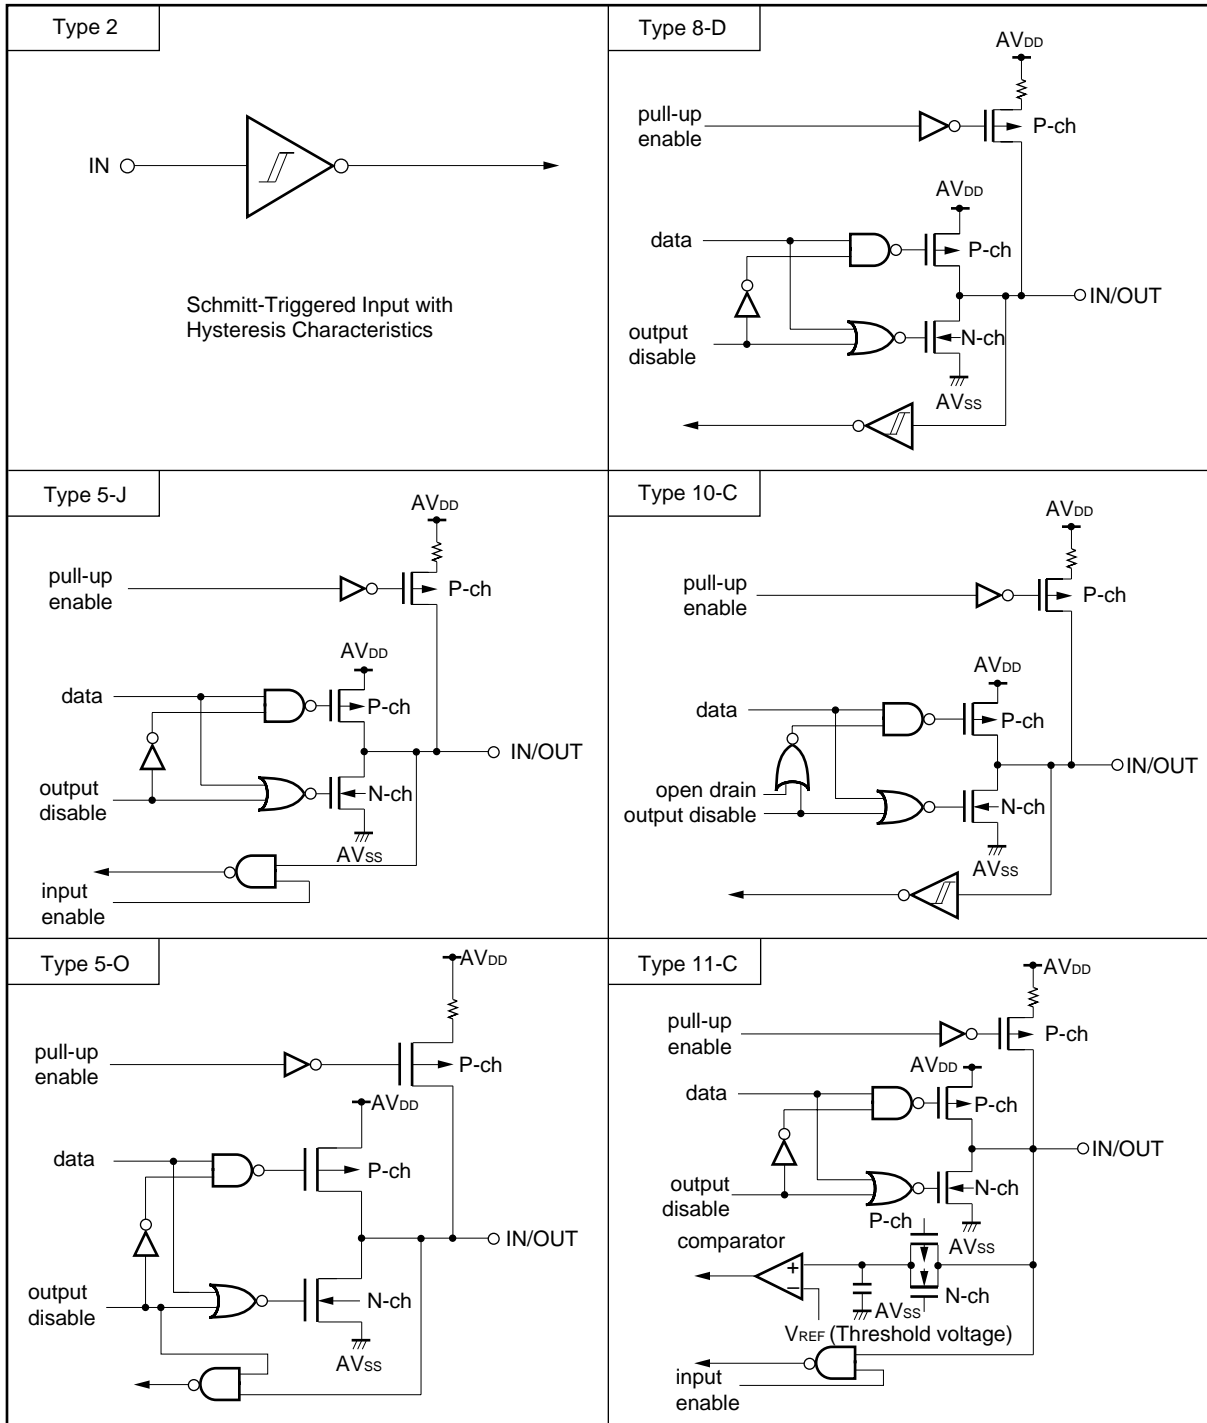 Type 2
IN
Schmitt-Triggered Input with
Hysteresis Characteristics
Type 8-D
AVDD
pull-up
enable
P-ch
AVDD
data
P-ch
IN/OUT
output
disable
N-ch
AVSS
Type 5-J
AVDD
pull-up
enable
P-ch
AVDD
data
P-ch
IN/OUT
output
disable
N-ch
AVSS
input
enable
Type 10-C
AVDD
pull-up
enable
P-ch
AVDD
data
P-ch
IN/OUT
open drain
output disable
N-ch
AVSS
Type 5-O
AVDD
pull-up
enable
P-ch
AVDD
data
P-ch
IN/OUT
output
disable
N-ch
AVSS
Type 11-C
AVDD
pull-up
enable
P-ch
AVDD
data
P-ch
IN/OUT
output
disable
N-ch
P-ch
AVSS
comparator
+
−
N-ch
AVSS
VREF (Threshold voltage)
input
enable